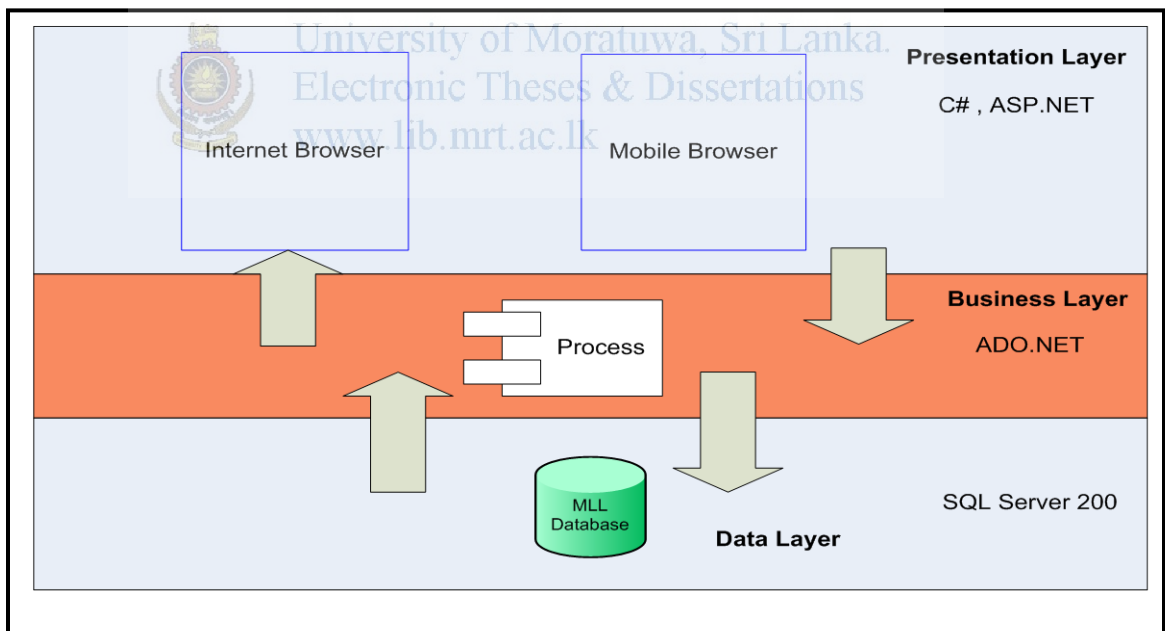 University of Moratuwa, Sri Lanka.
Electronic Theses & Dissertations
www.lib.mrt.ac.lk
Presentation Layer
C# , ASP.NET
Internet Browser
Mobile Browser
Business Layer
ADO.NET
Process
MLL
Database
SQL Server 200
Data Layer